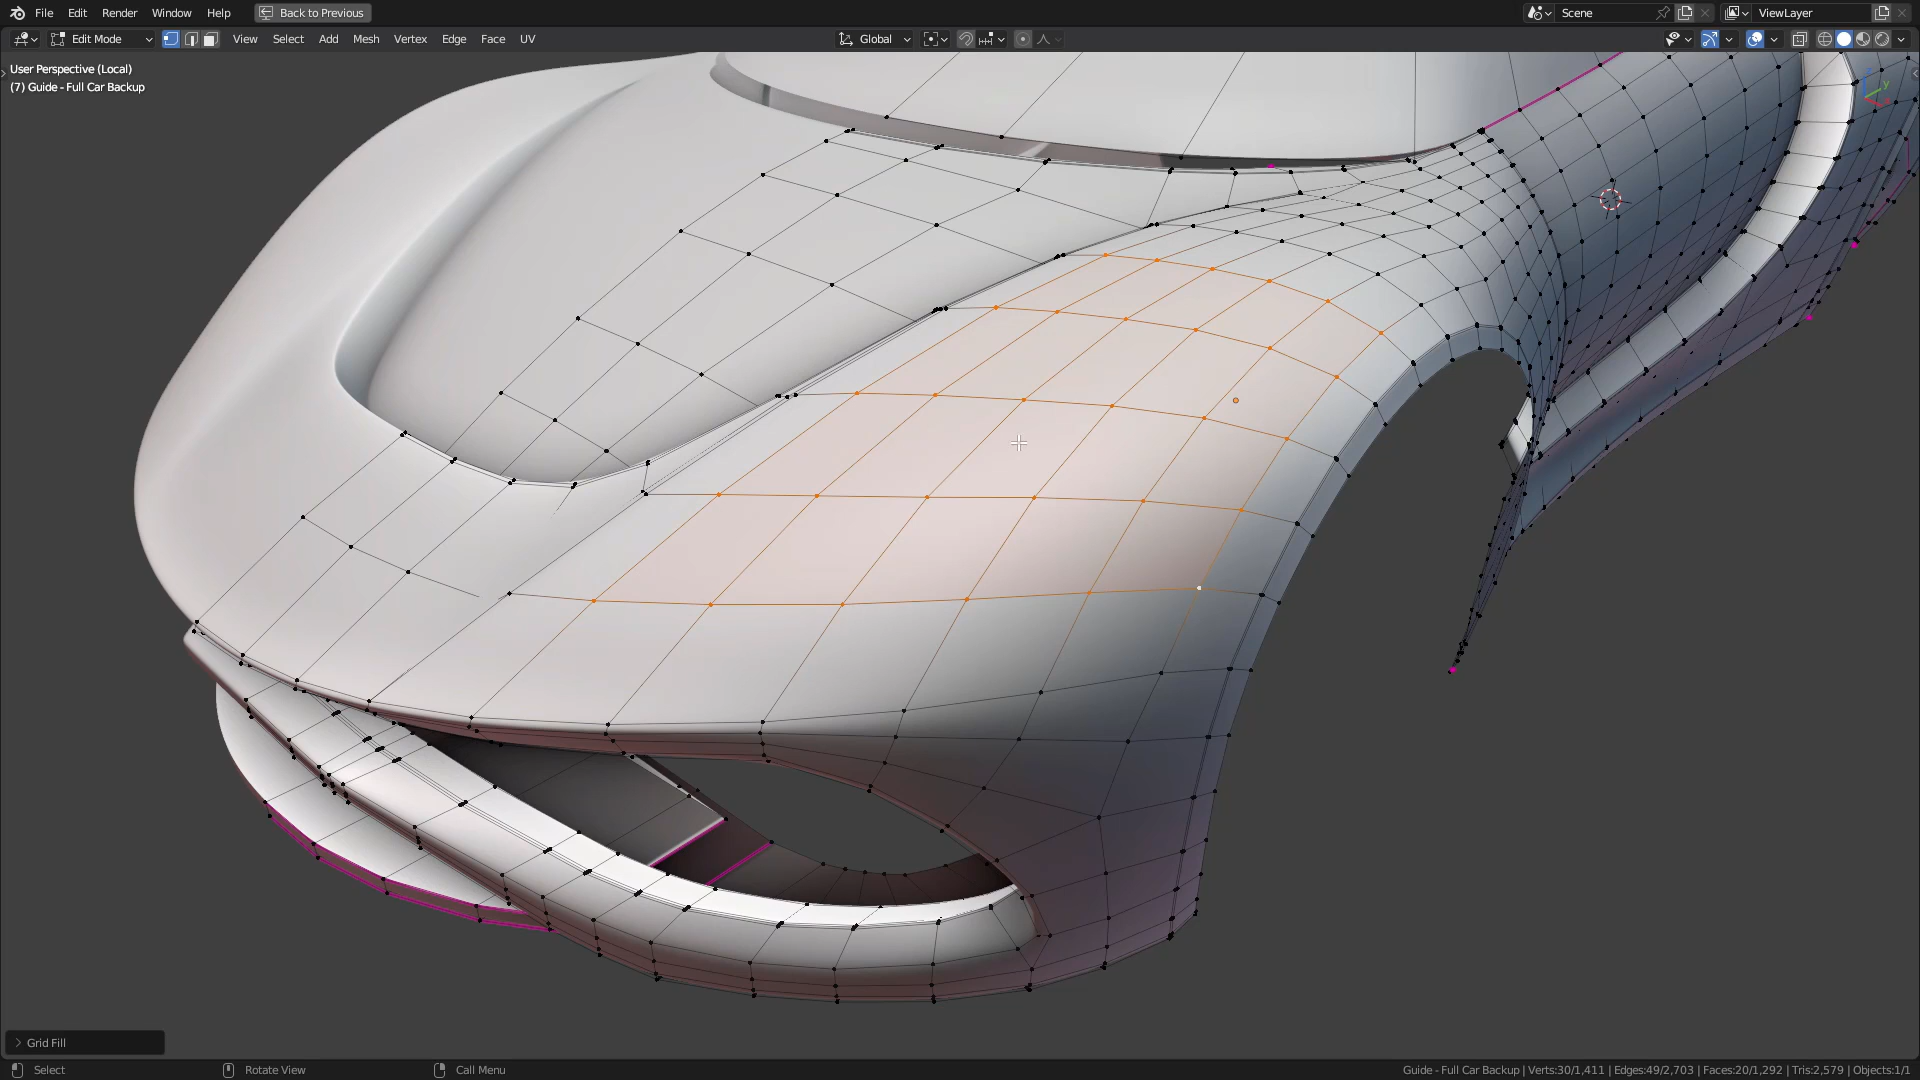 File Edit Render Window Help Back to Previous Scene ViewLayer
Edit Mode View Select Add Mesh Vertex Edge Face UV Global
User Perspective (Local)
(7) Guide - Full Car Backup
Grid Fill
Select Rotate View Call Menu Guide - Full Car Backup | Verts:30/1,411 | Edges:49/2,703 | Faces:20/1,292 | Tris:2,579 | Objects:1/1